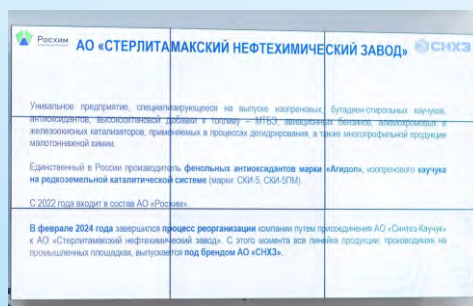 Росхим
АО «СТЕРЛИТАМАКСКИЙ НЕФТЕХИМИЧЕСКИЙ ЗАВОД»
СНХЗ
Уникальное предприятие, специализирующееся на выпуске изопреновых, бутадиен-стирольных каучуков,
антиоксидантов, высокооктановой добавки к топливу – МТБЭ, авиационных бензинов, алюмохромовых и
железоокисных катализаторов, применяемых в процессах дегидрирования, а также многопрофильной продукции
малотоннажной химии.
Единственный в России производитель фенольных антиоксидантов марки «Агидол», изопренового каучука
на редкоземельной каталитической системе (марки: СКИ-5, СКИ-5ПМ).
С 2022 года входит в состав АО «Росхим».
В феврале 2024 года завершился процесс реорганизации компании путем присоединения АО «Синтез-Каучук»
к АО «Стерлитамакский нефтехимический завод». С этого момента вся линейка продукции, производимая на
промышленных площадках, выпускается под брендом АО «СНХЗ».